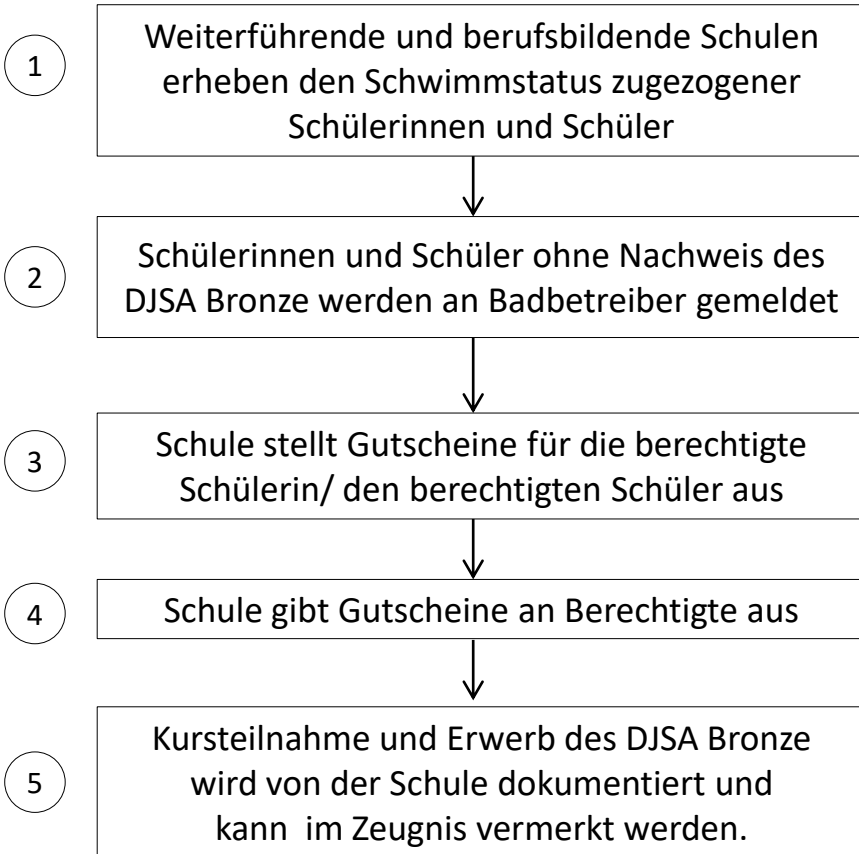 1
Weiterführende und berufsbildende Schulen
erheben den Schwimmstatus zugezogener
Schülerinnen und Schüler
2
Schülerinnen und Schüler ohne Nachweis des
DJSA Bronze werden an Badbetreiber gemeldet
3
Schule stellt Gutscheine für die berechtigte
Schülerin/ den berechtigten Schüler aus
4
Schule gibt Gutscheine an Berechtigte aus
5
Kursteilnahme und Erwerb des DJSA Bronze
wird von der Schule dokumentiert und
kann  im Zeugnis vermerkt werden.